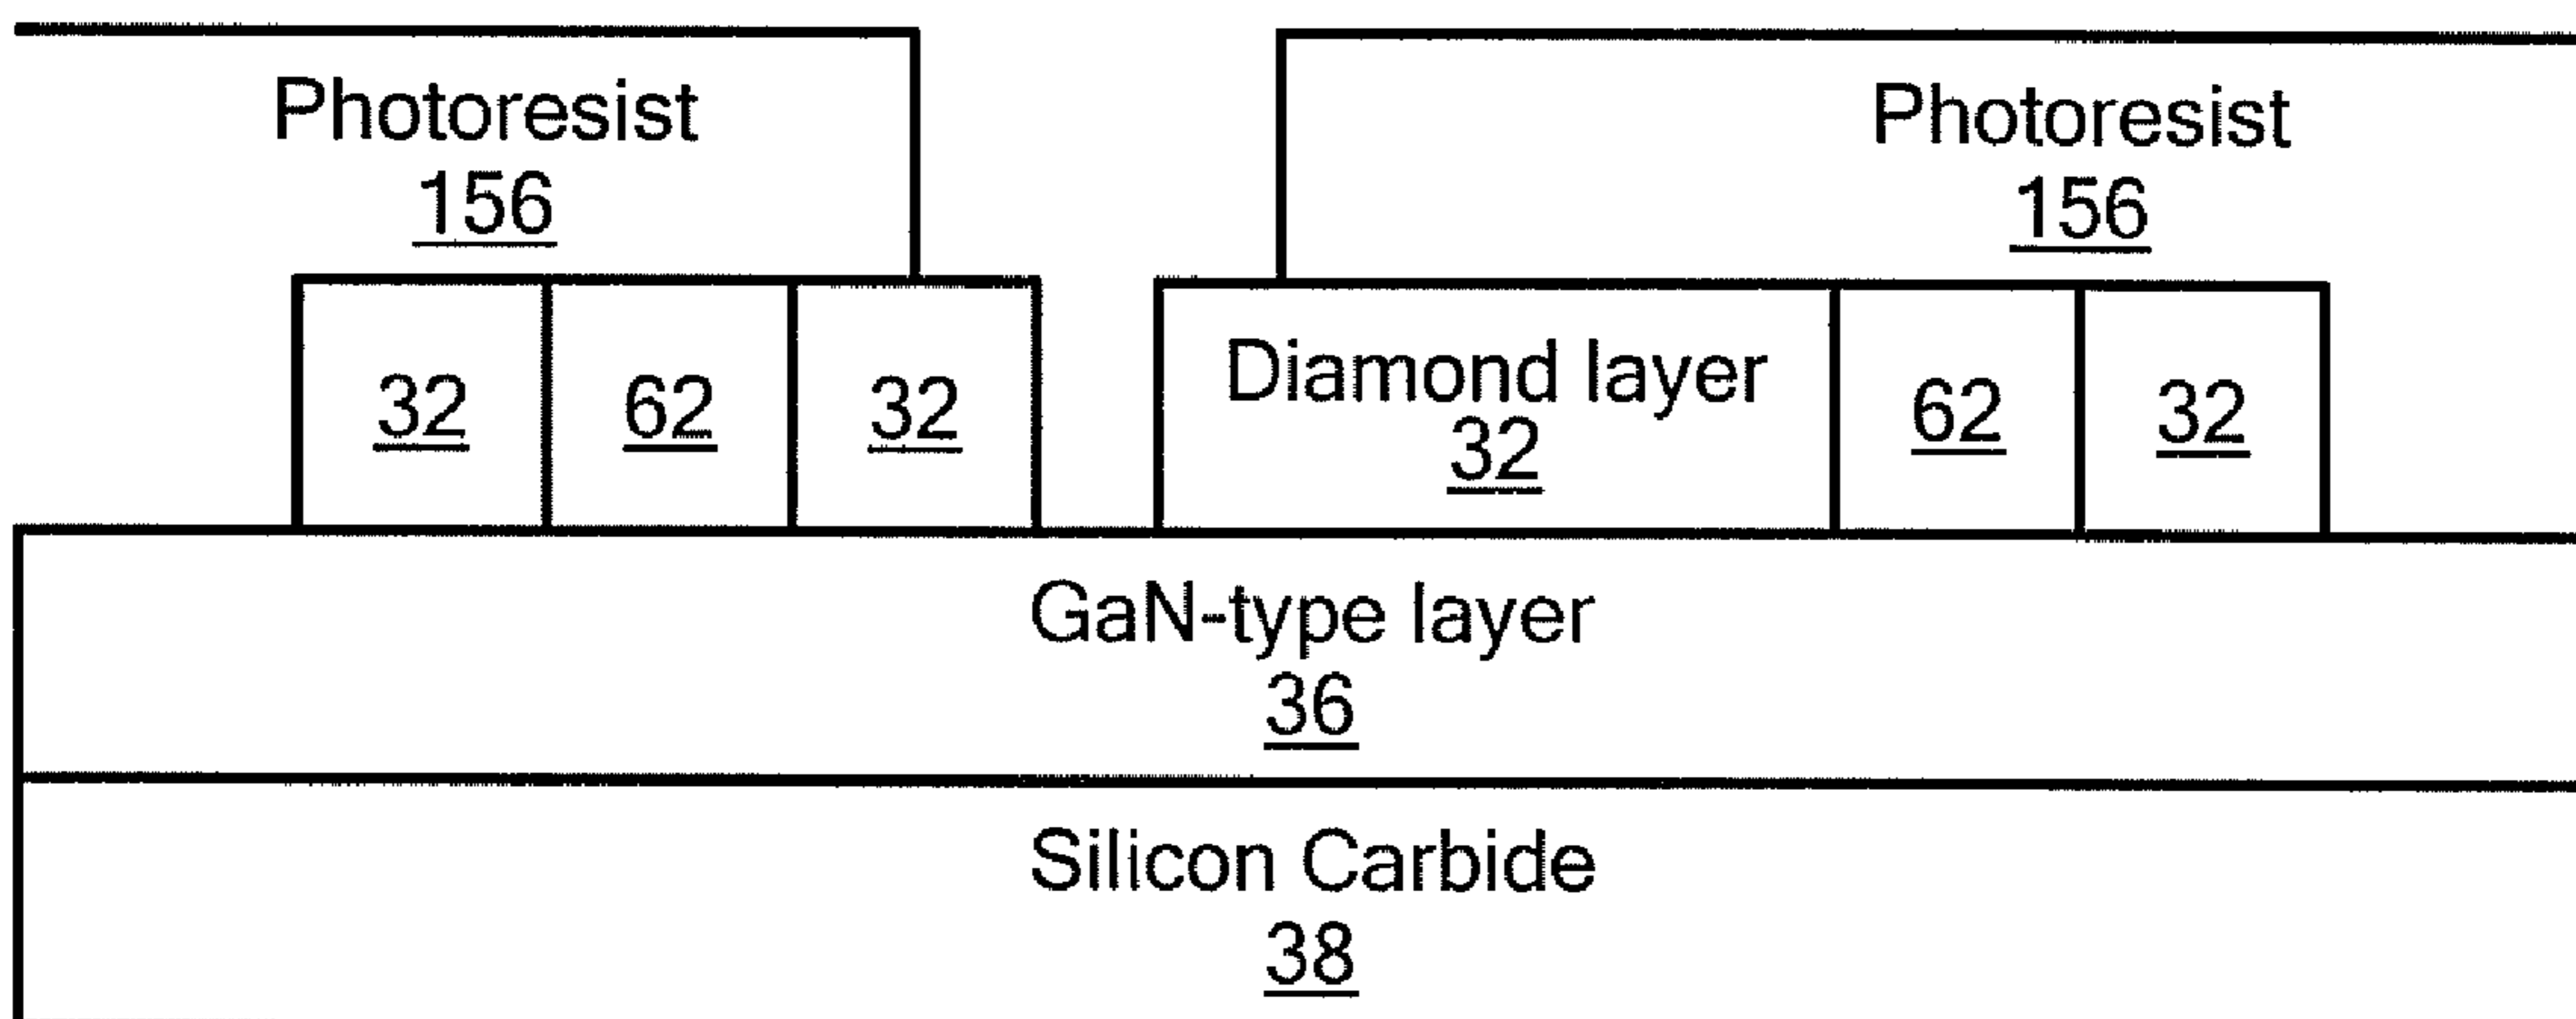 Photoresist
156
Photoresist
156
32
62
32
Diamond layer
32
62
32
GaN-type layer
36
Silicon Carbide
38